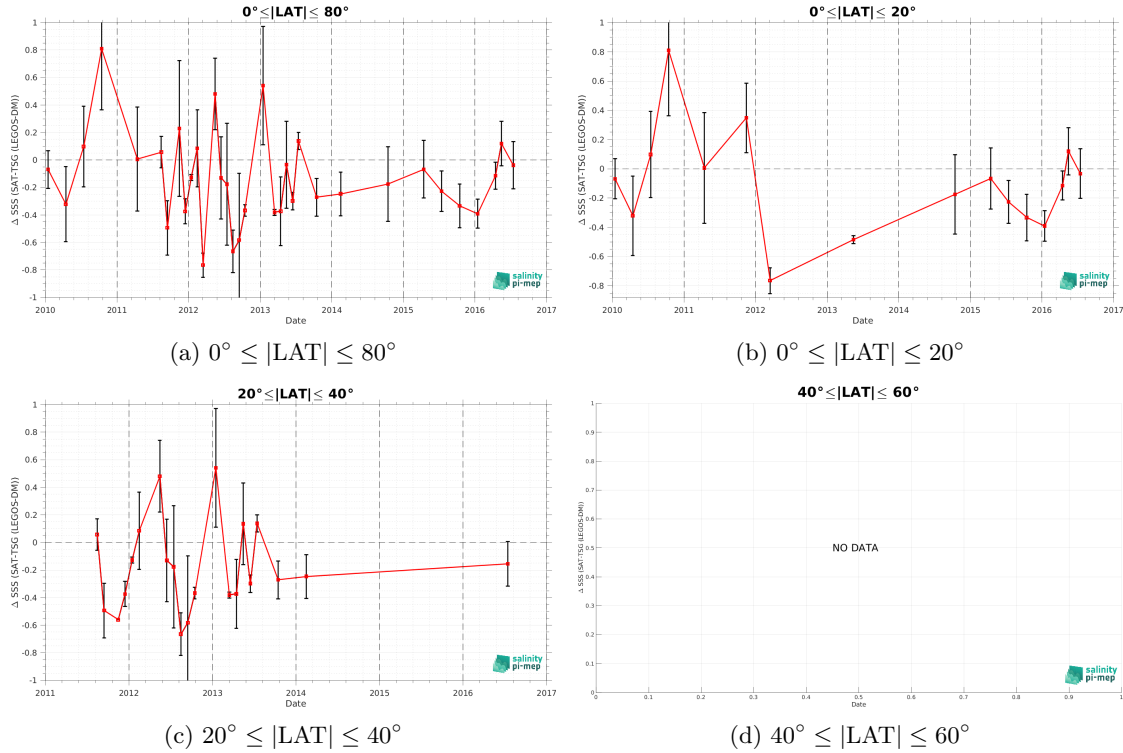 0°≤|LAT|≤ 80°
Δ SSS (SAT-TSG (LEGOS-DM))
1
0.8
0.6
0.4
0.2
0
-0.2
-0.4
-0.6
-0.8
-1
2010 2011 2012 2013 2014 2015 2016 2017
Date
salinity
pi-mep
(a) 0° ≤ |LAT| ≤ 80°
0°≤|LAT|≤ 20°
Δ SSS (SAT-TSG (LEGOS-DM))
1
0.8
0.6
0.4
0.2
0
-0.2
-0.4
-0.6
-0.8
2010 2011 2012 2013 2014 2015 2016 2017
Date
salinity
pi-mep
(b) 0° ≤ |LAT| ≤ 20°
20°≤|LAT|≤ 40°
Δ SSS (SAT-TSG (LEGOS-DM))
1
0.8
0.6
0.4
0.2
0
-0.2
-0.4
-0.6
-0.8
-1
2011 2012 2013 2014 2015 2016 2017
Date
salinity
pi-mep
(c) 20° ≤ |LAT| ≤ 40°
40°≤|LAT|≤ 60°
Δ SSS (SAT-TSG (LEGOS-DM))
1
0.9
0.8
0.7
0.6
0.5
0.4
0.3
0.2
0.1
0
NO DATA
0 0.1 0.2 0.3 0.4 0.5 0.6 0.7 0.8 0.9 1
Date
salinity
pi-mep
(d) 40° ≤ |LAT| ≤ 60°